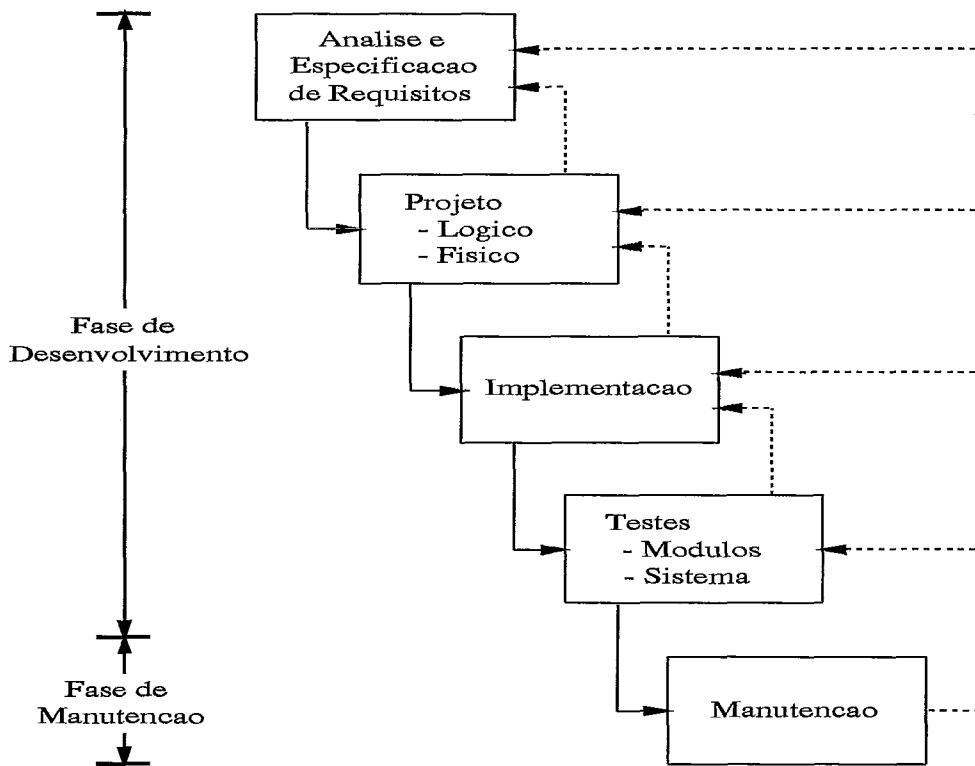 Analise e
Especificacao
de Requisitos
Projeto
- Logico
- Fisico
Fase de
Desenvolvimento
Implementacao
Testes
- Modulos
- Sistema
Fase de
Manutencao
Manutencao